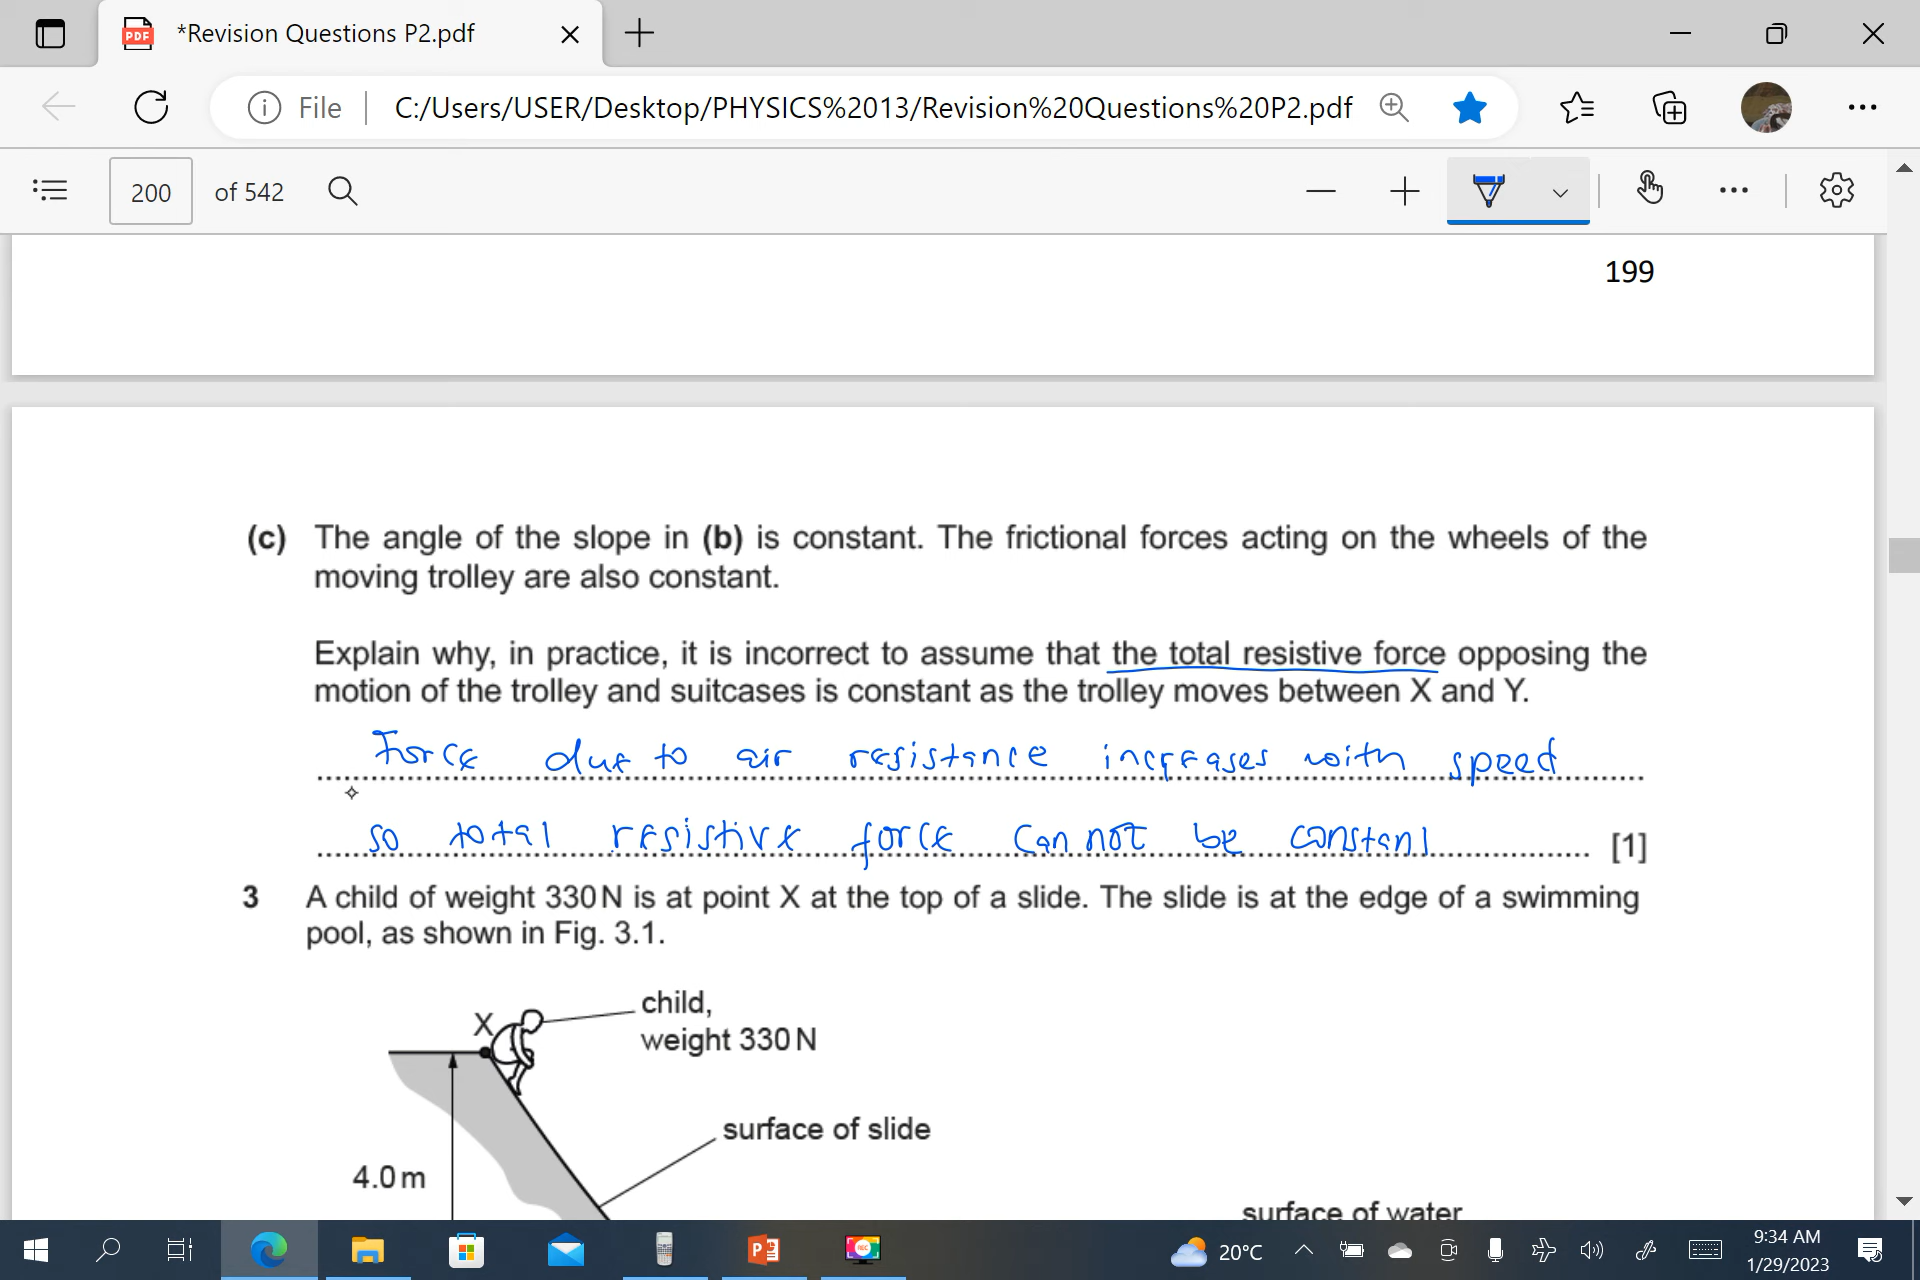 *Revision Questions P2.pdf
File C:/Users/USER/Desktop/PHYSICS%2013/Revision%20Questions%20P2.pdf
200 of 542
199
(c) The angle of the slope in (b) is constant. The frictional forces acting on the wheels of the
moving trolley are also constant.
Explain why, in practice, it is incorrect to assume that the total resistive force opposing the
motion of the trolley and suitcases is constant as the trolley moves between X and Y.
Force due to air resistance increases with speed
so total resistive force can not be constant [1]
3 A child of weight 330 N is at point X at the top of a slide. The slide is at the edge of a swimming
pool, as shown in Fig. 3.1.
X
child,
weight 330 N
surface of slide
4.0 m
surface of water
20°C
9:34 AM
1/29/2023